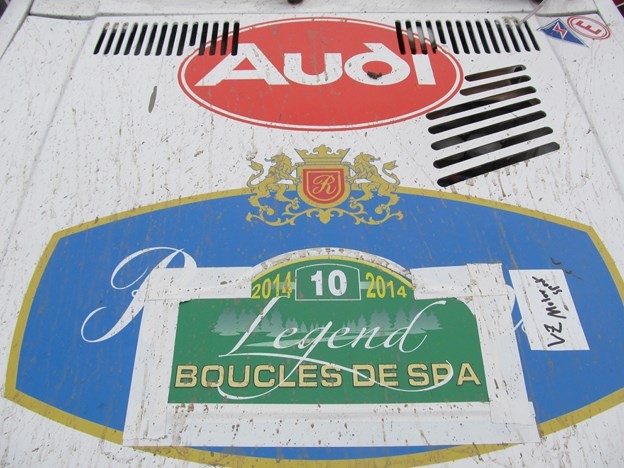 Audi
E
R
2014 10 2014
Legend
BOUCLES DE SPA